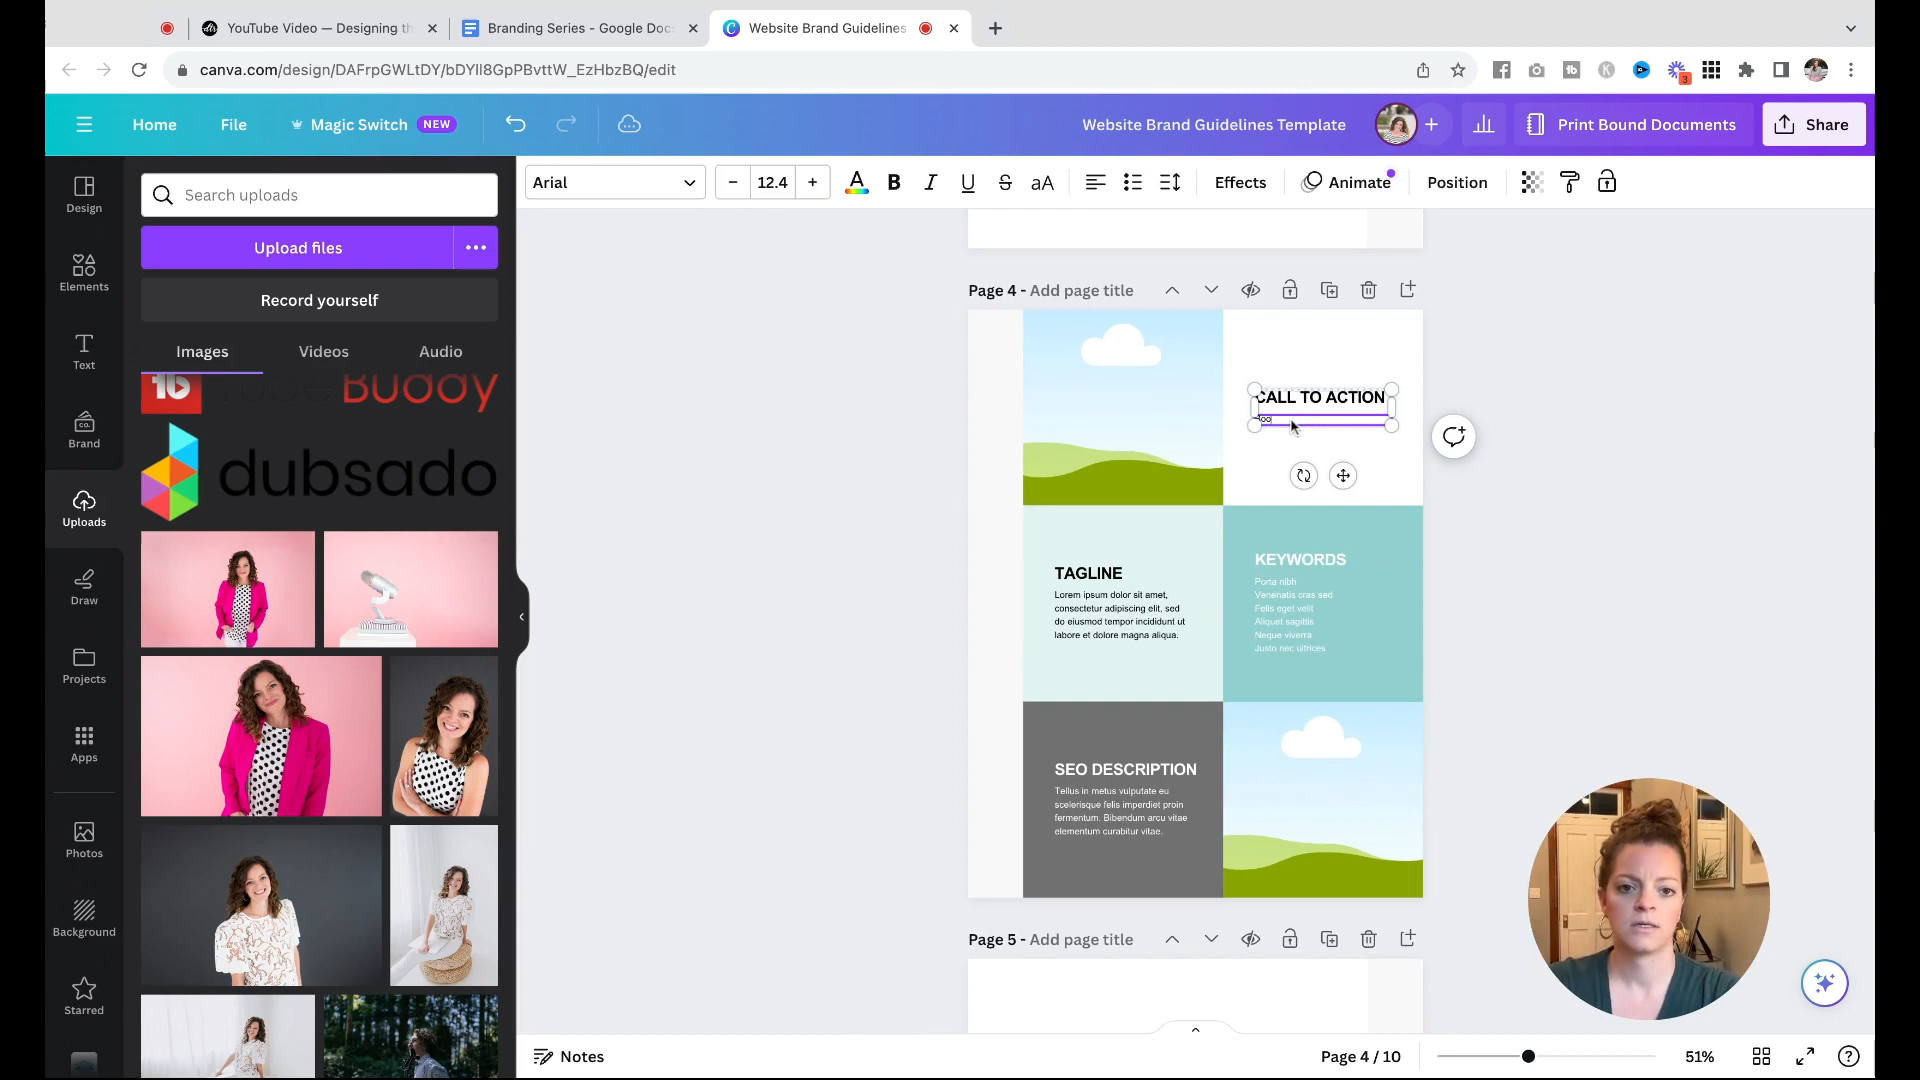 YouTube Video — Designing th
Branding Series - Google Doc
Website Brand Guidelines
canva.com/design/DAFrpGWLtDY/bDYIl8GpPBvttW_EzHbzBQ/edit
3
Home
File
Magic Switch
NEW
Website Brand Guidelines Template
Print Bound Documents
Share
Arial
12.4
B
I
U
S
aA
Effects
Animate
Position
Design
Elements
Text
Brand
Uploads
Draw
Projects
Apps
Photos
Background
Starred
Search uploads
Upload files
Record yourself
Images
Videos
Audio
TubeBuddy
dubsado
Page 4 - Add page title
CALL TO ACTION
TAGLINE
Lorem ipsum dolor sit amet,
consectetur adipiscing elit, sed
do eiusmod tempor incididunt ut
labore et dolore magna aliqua.
KEYWORDS
Porta nibh
Venenatis cras sed
Felis eget velit
Aliquet sagittis
Neque viverra
Justo nec ultrices
SEO DESCRIPTION
Tellus in metus vulputate eu
scelerisque felis imperdiet proin
fermentum. Bibendum arcu vitae
elementum curabitur vitae.
Page 5 - Add page title
Notes
Page 4 / 10
51%